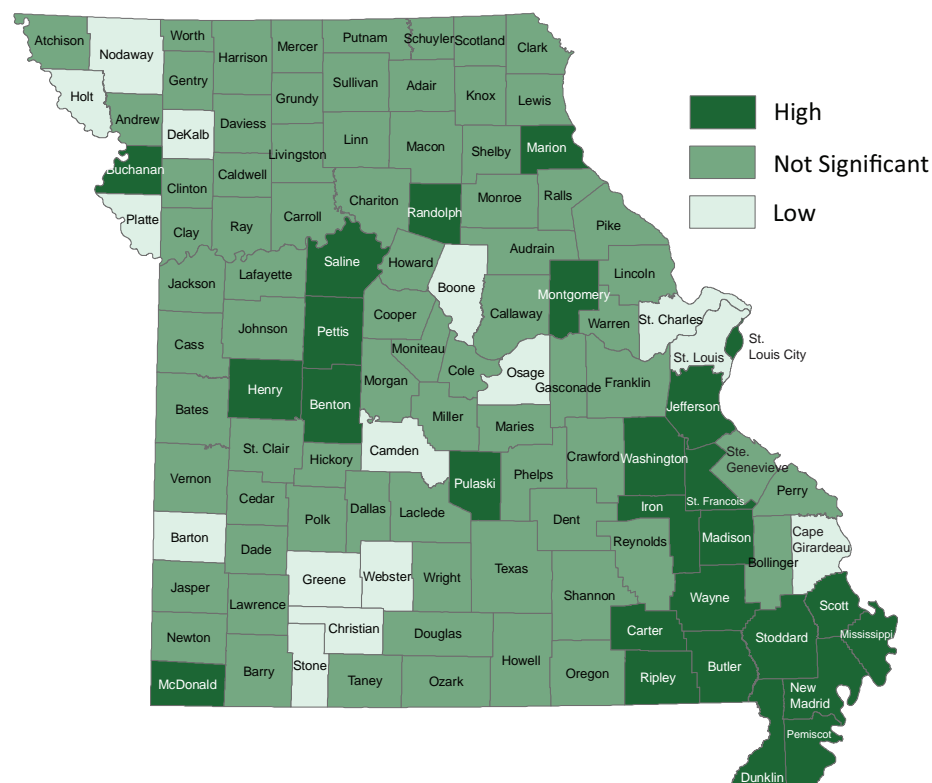 Atchison
Nodaway
Worth
Harrison
Mercer
Putnam
Schuyler
Scotland
Clark
Holt
Gentry
Sullivan
Adair
Knox
Lewis
Grundy
Andrew
DeKalb
Daviess
Livingston
Linn
Macon
Shelby
Marion
Buchanan
Clinton
Caldwell
Chariton
Randolph
Monroe
Ralls
Platte
Clay
Ray
Carroll
Pike
Saline
Howard
Audrain
Jackson
Lafayette
Boone
Montgomery
Lincoln
Cass
Johnson
Pettis
Cooper
Callaway
Warren
St. Charles
St. Louis
St.
Louis City
Moniteau
Cole
Osage
Gasconade
Franklin
Jefferson
Bates
Henry
Benton
Morgan
Miller
Maries
St. Clair
Hickory
Camden
Pulaski
Phelps
Crawford
Washington
Ste.
Genevieve
Vernon
Cedar
Polk
Dallas
Laclede
Dent
Iron
St. Francois
Perry
Barton
Dade
Greene
Webster
Wright
Texas
Reynolds
Madison
Bollinger
Cape
Girardeau
Jasper
Lawrence
Shannon
Wayne
Scott
Newton
Christian
Douglas
Carter
Stoddard
Mississippi
McDonald
Barry
Stone
Taney
Ozark
Howell
Oregon
Ripley
Butler
New
Madrid
Pemiscot
Dunklin
High
Not Significant
Low